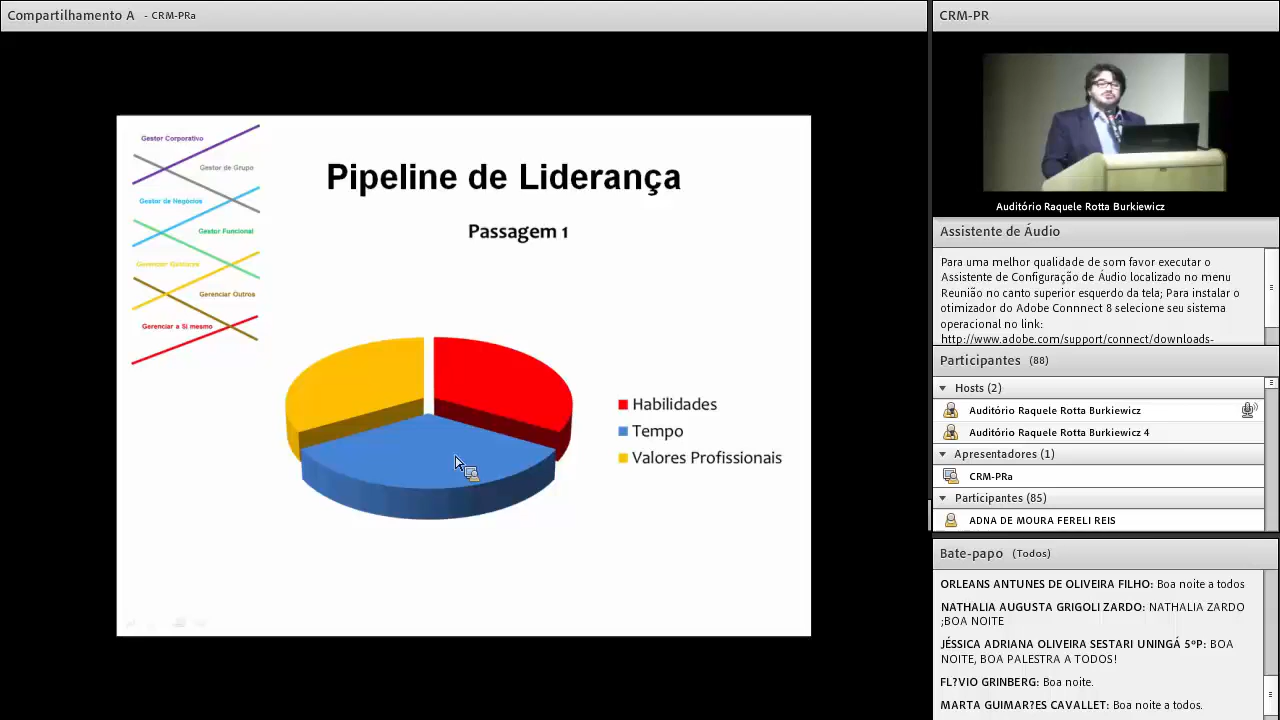 Compartilhamento A - CRM-PRa
Gestor Corporativo
Gestor de Grupo
Gestor de Negócios
Gestor Funcional
Gerenciar Gestores
Gerenciar Outros
Gerenciar a Si mesmo
Pipeline de Liderança
Passagem 1
Habilidades
Tempo
Valores Profissionais
CRM-PR
Auditório Raquele Rotta Burkiewicz
Assistente de Áudio
Para uma melhor qualidade de som favor executar o
Assistente de Configuração de Áudio localizado no menu
Reunião no canto superior esquerdo da tela; Para instalar o
otimizador do Adobe Connnect 8 selecione seu sistema
operacional no link:
http://www.adobe.com/support/connect/downloads-
Participantes (88)
Hosts (2)
Auditório Raquele Rotta Burkiewicz
Auditório Raquele Rotta Burkiewicz 4
Apresentadores (1)
CRM-PRa
Participantes (85)
ADNA DE MOURA FERELI REIS
Bate-papo (Todos)
ORLEANS ANTUNES DE OLIVEIRA FILHO: Boa noite a todos
NATHALIA AUGUSTA GRIGOLI ZARDO: NATHALIA ZARDO
;BOA NOITE
JÉSSICA ADRIANA OLIVEIRA SESTARI UNINGÁ 5ºP: BOA
NOITE, BOA PALESTRA A TODOS!
FL?VIO GRINBERG: Boa noite.
MARTA GUIMAR?ES CAVALLET: Boa noite a todos.